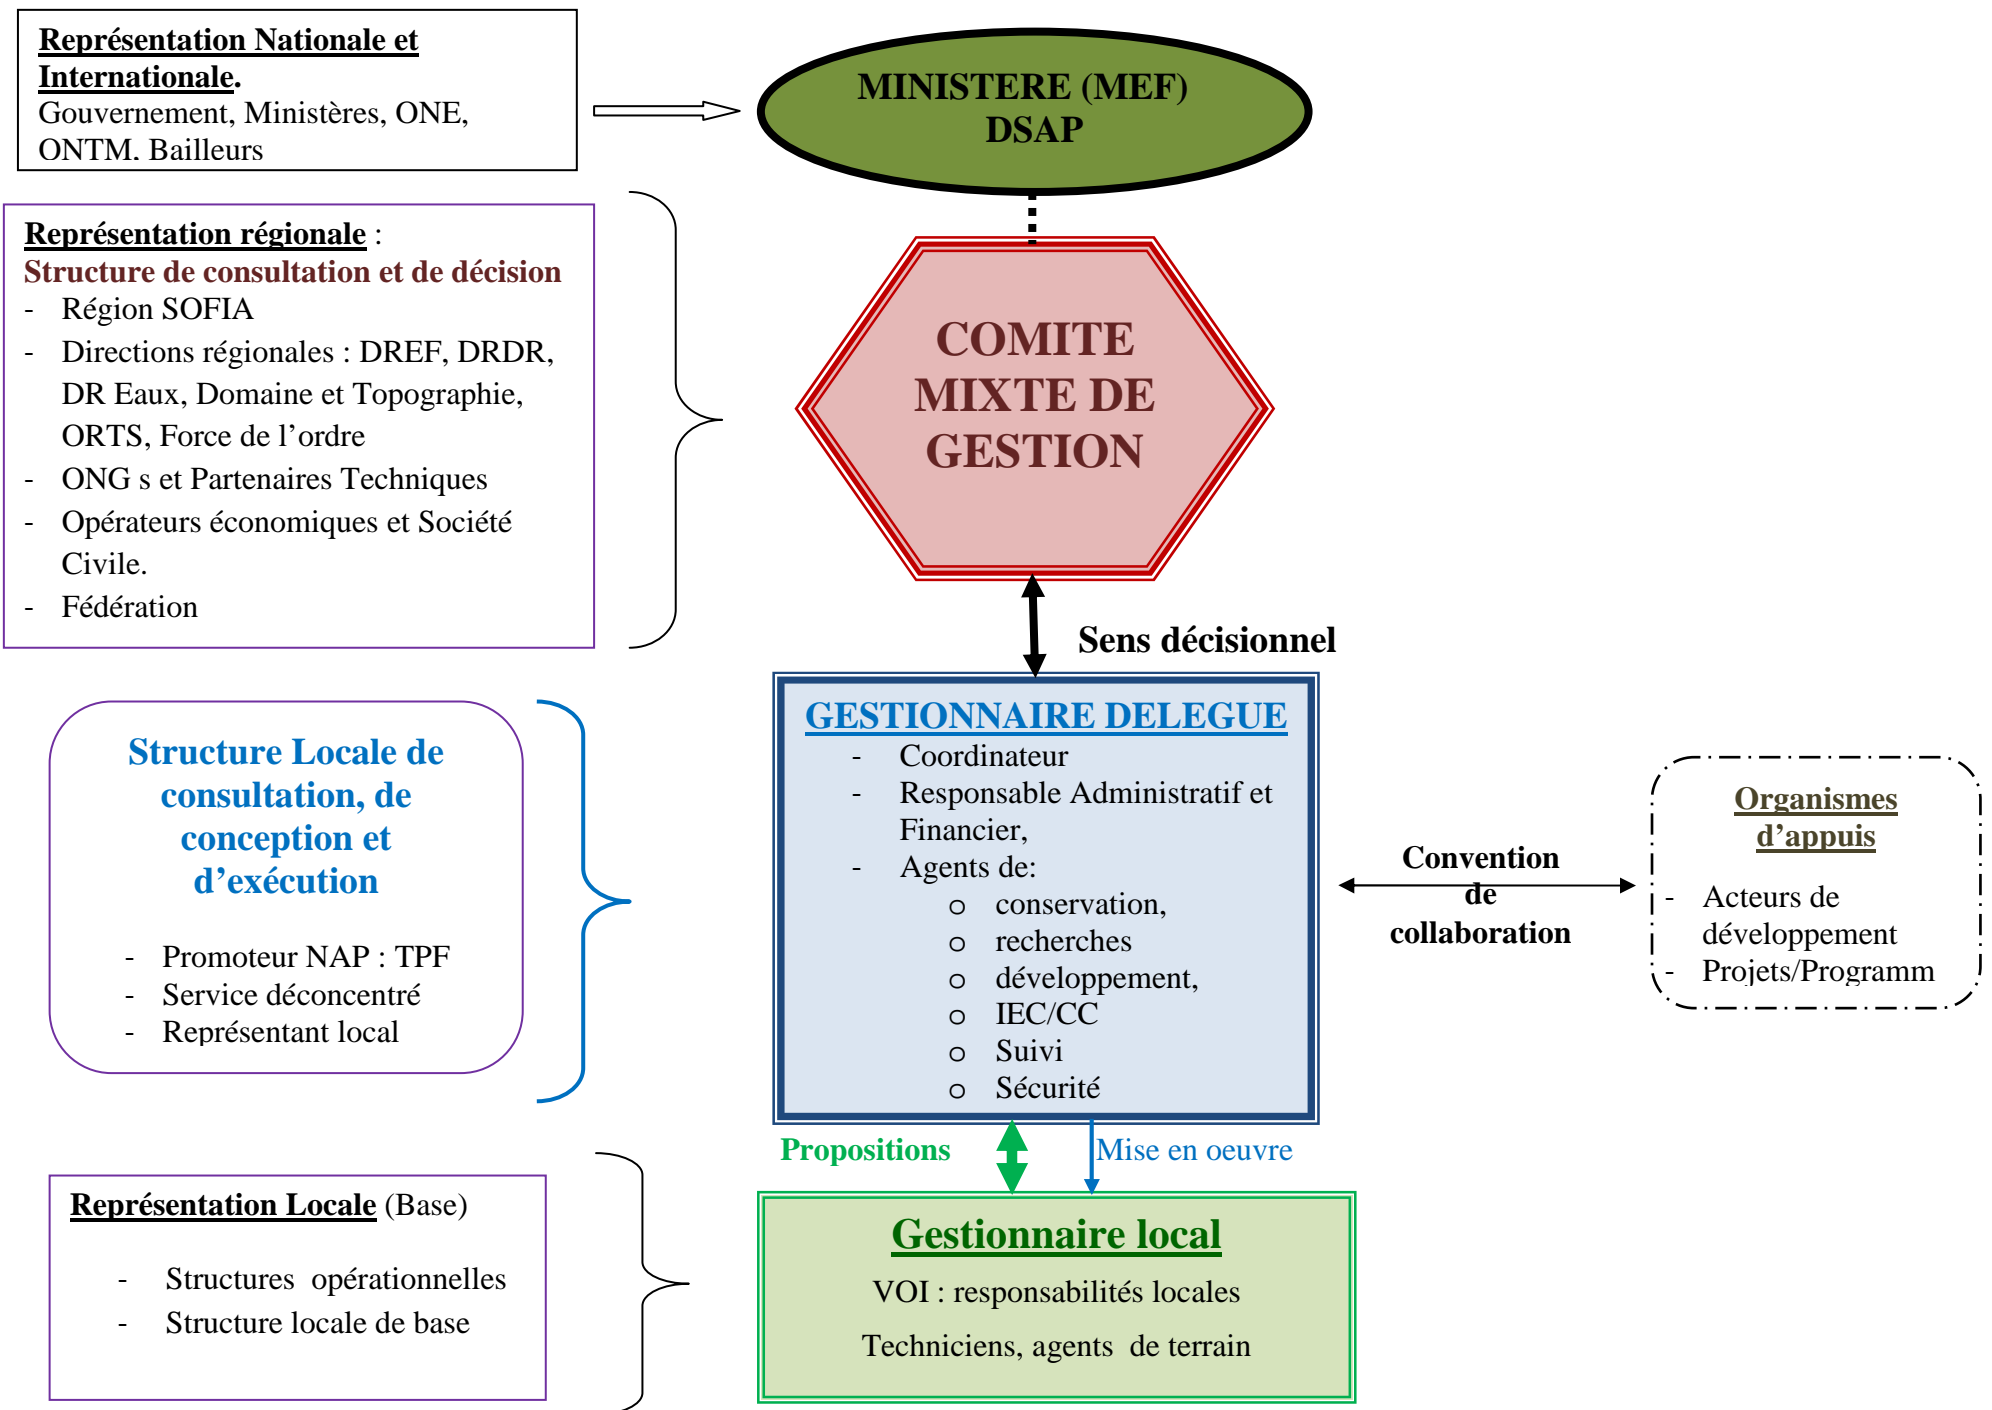 Représentation Nationale et
Internationale.
Gouvernement, Ministères, ONE,
ONTM, Bailleurs
MINISTERE (MEF)
DSAP
Représentation régionale :
Structure de consultation et de décision
- Région SOFIA
- Directions régionales : DREF, DRDR,
DR Eaux, Domaine et Topographie,
ORTS, Force de l’ordre
- ONG s et Partenaires Techniques
- Opérateurs économiques et Société
Civile.
- Fédération
COMITE
MIXTE DE
GESTION
Sens décisionnel
Structure Locale de
consultation, de
conception et
d’exécution
- Promoteur NAP : TPF
- Service déconcentré
- Représentant local
GESTIONNAIRE DELEGUE
- Coordinateur
- Responsable Administratif et
Financier,
- Agents de:
o conservation,
o recherches
o développement,
o IEC/CC
o Suivi
o Sécurité
Convention
de
collaboration
Organismes
d’appuis
- Acteurs de
développement
- Projets/Programm
Propositions
Mise en oeuvre
Représentation Locale (Base)
- Structures opérationnelles
- Structure locale de base
Gestionnaire local
VOI : responsabilités locales
Techniciens, agents de terrain